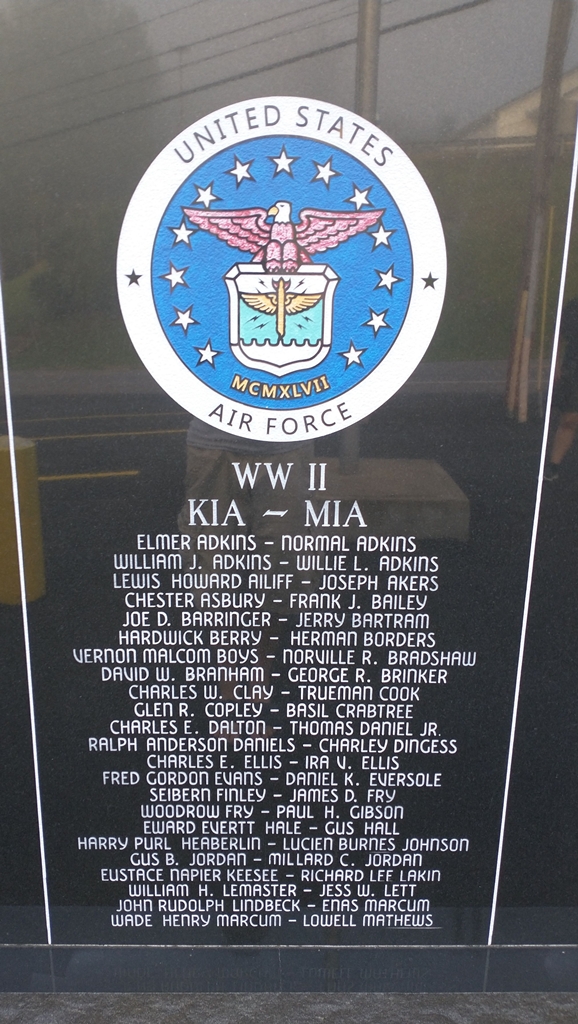 UNITED STATES
MCMXLVII
AIR FORCE
WW II
KIA ~ MIA
ELMER ADKINS – NORMAL ADKINS
WILLIAM J. ADKINS – WILLIE L. ADKINS
LEWIS HOWARD AILIFF – JOSEPH AKERS
CHESTER ASBURY – FRANK J. BAILEY
JOE D. BARRINGER – JERRY BARTRAM
HARDWICK BERRY – HERMAN BORDERS
VERNON MALCOM BOYS – NORVILLE R. BRADSHAW
DAVID W. BRANHAM – GEORGE R. BRINKER
CHARLES W. CLAY – TRUEMAN COOK
GLEN R. COPLEY – BASIL CRABTREE
CHARLES E. DALTON – THOMAS DANIEL JR.
RALPH ANDERSON DANIELS – CHARLEY DINGESS
CHARLES E. ELLIS – IRA V. ELLIS
FRED GORDON EVANS – DANIEL K. EVERSOLE
SEIBERN FINLEY – JAMES D. FRY
WOODROW FRY – PAUL H. GIBSON
EWARD EVERTT HALE – GUS HALL
HARRY PURL HEABERLIN – LUCIEN BURNES JOHNSON
GUS B. JORDAN – MILLARD C. JORDAN
EUSTACE NAPIER KEESEE – RICHARD LEE LAKIN
WILLIAM H. LEMASTER – JESS W. LETT
JOHN RUDOLPH LINDBECK – ENAS MARCUM
WADE HENRY MARCUM – LOWELL MATHEWS